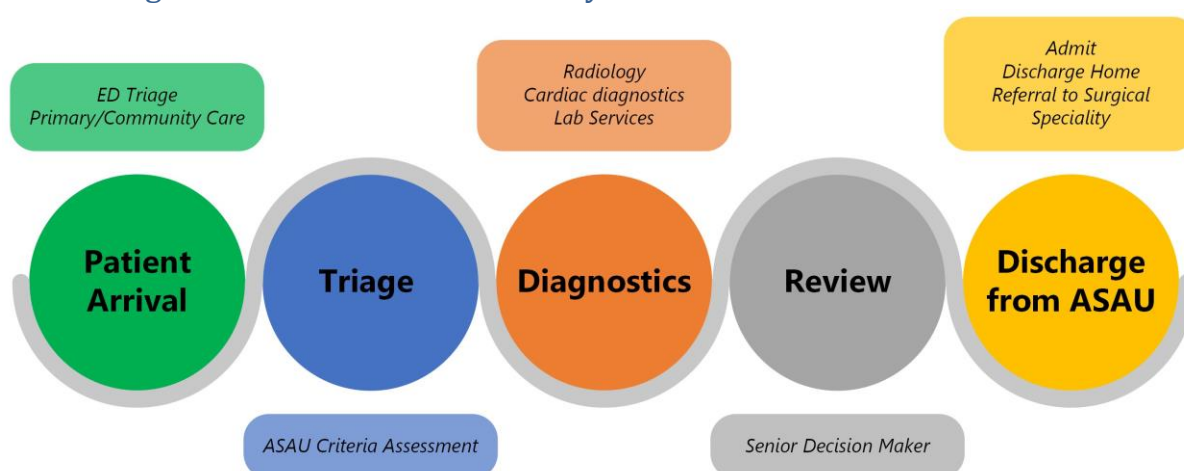 ED Triage
Primary/Community Care
Radiology
Cardiac diagnostics
Lab Services
Admit
Discharge Home
Referral to Surgical
Speciality
Patient
Arrival
Triage
Diagnostics
Review
Discharge
from ASAU
ASAU Criteria Assessment
Senior Decision Maker